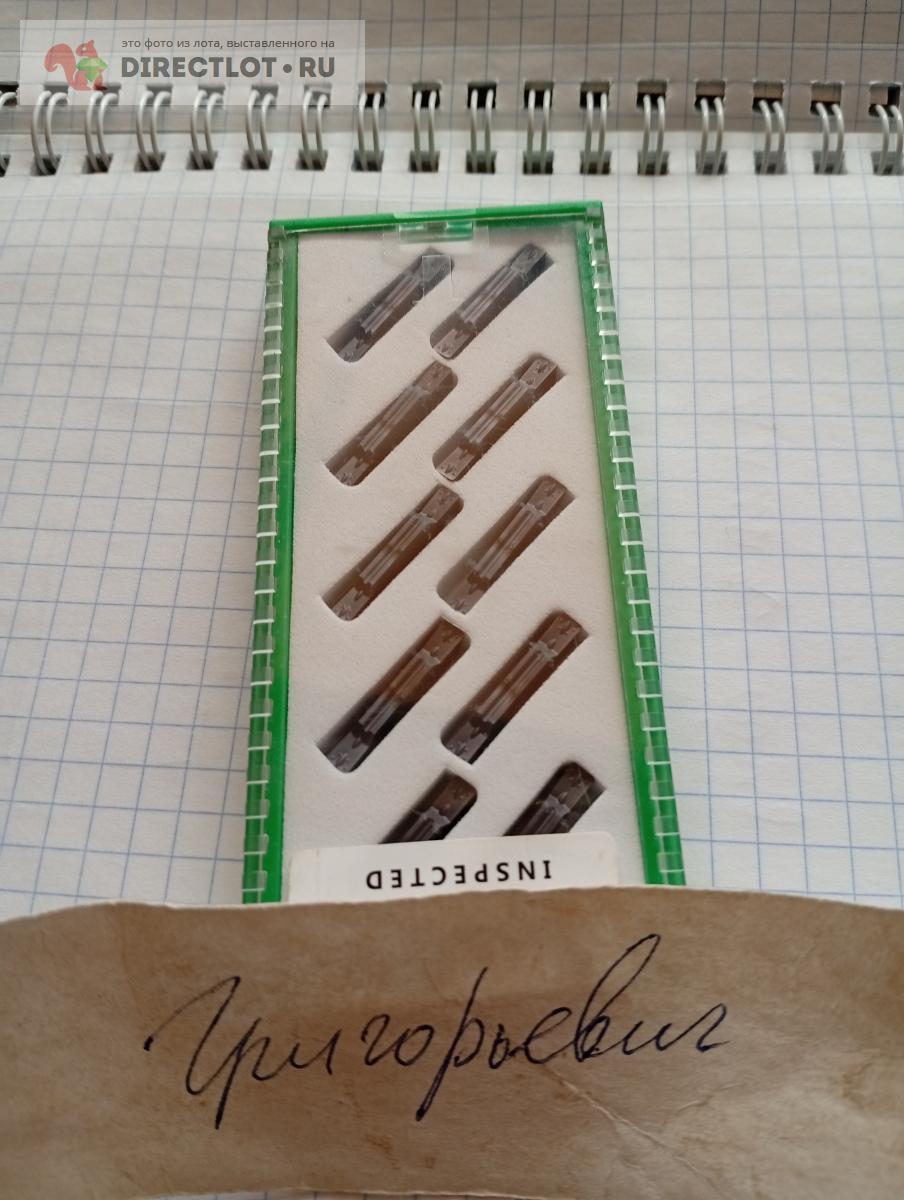 это фото из лота, выставленного на
DIRECTLOT•RU
INSPECTED
Григорьевич